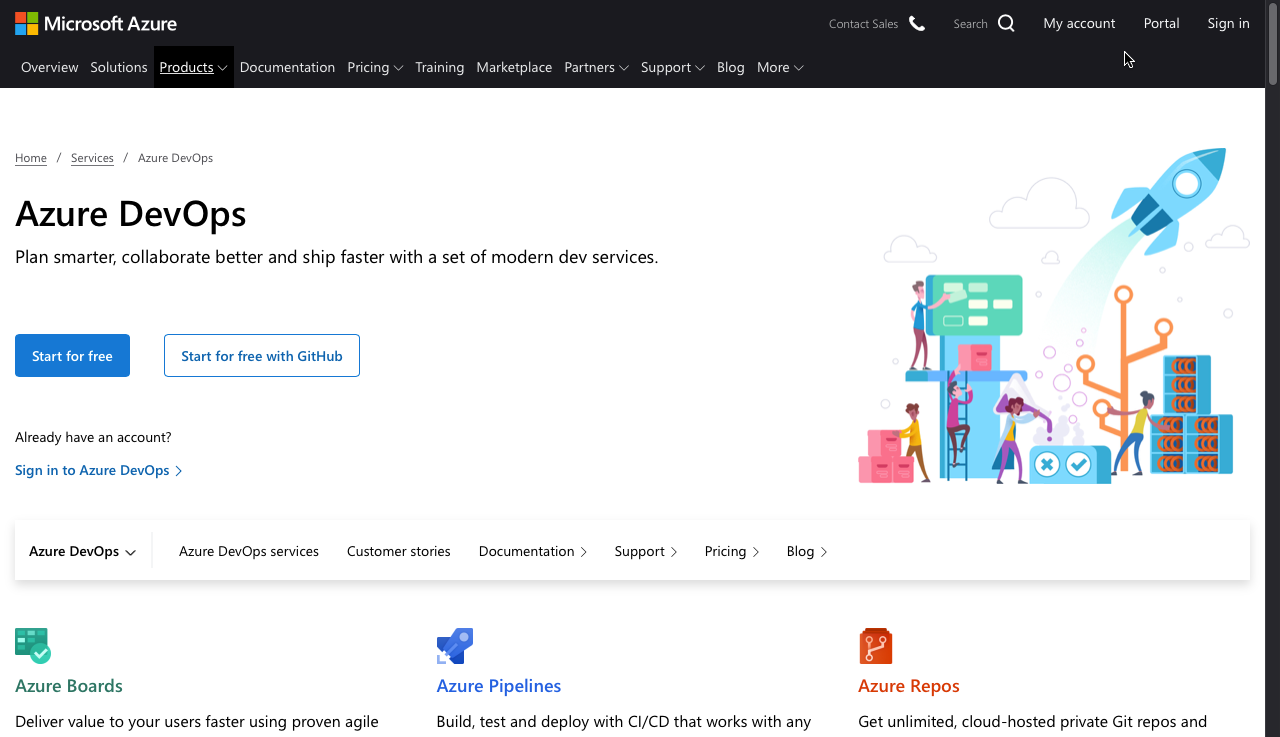 Microsoft Azure
Contact Sales
Search
My account
Portal
Sign in
Overview
Solutions
Products
Documentation
Pricing
Training
Marketplace
Partners
Support
Blog
More
Home / Services / Azure DevOps
Azure DevOps
Plan smarter, collaborate better and ship faster with a set of modern dev services.
Start for free
Start for free with GitHub
Already have an account?
Sign in to Azure DevOps
Azure DevOps
Azure DevOps services
Customer stories
Documentation
Support
Pricing
Blog
Azure Boards
Deliver value to your users faster using proven agile
Azure Pipelines
Build, test and deploy with CI/CD that works with any
Azure Repos
Get unlimited, cloud-hosted private Git repos and